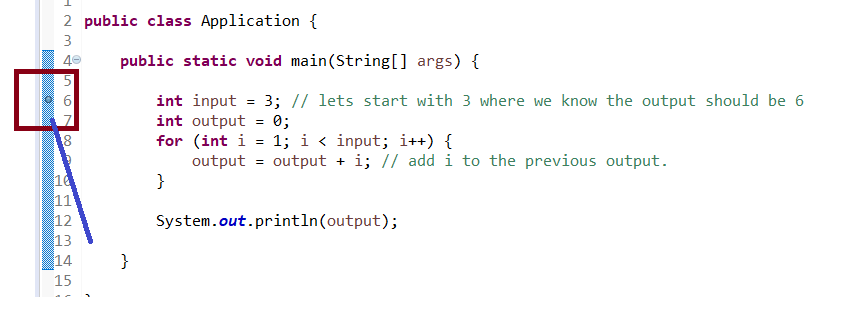 2 public class Application {
3
4 public static void main(String[] args) {
5
6 int input = 3; // lets start with 3 where we know the output should be 6
7 int output = 0;
8 for (int i = 1; i < input; i++) {
9 output = output + i; // add i to the previous output.
10 }
11
12 System.out.println(output);
13
14 }
15